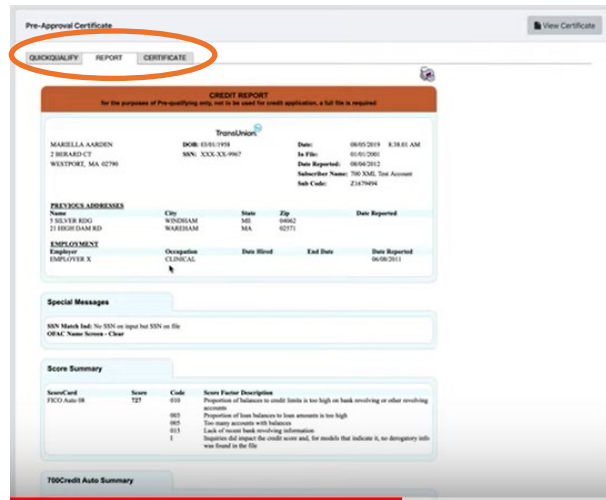 Pre-Approval Certificate
View Certificate
QUICKQUALIFY REPORT CERTIFICATE
CREDIT REPORT
for the purposes of Pre-qualifying only, not to be used for credit application, a full file is required
TransUnion
MARIELLA AARDEN DOB: 03/01/1958 Date: 08/05/2019 8:38:01 AM
2 BERARD CT SSN: XXX-XX-9967 In File: 01/01/2001
WESTPORT, MA 02790 Date Reported: 08/04/2012
Subscriber Name: 700 XML Test Account
Sub Code: Z1679494
PREVIOUS ADDRESSES
Name City State Zip Date Reported
5 SILVER RDG WINDHAM ME 04062
21 HIGH DAM RD WAREHAM MA 02571
EMPLOYMENT
Employer Occupation Date Hired End Date Date Reported
EMPLOYER X CLINICAL 06/08/2011
Special Messages
SSN Match Ind: No SSN on input but SSN on file
OFAC Name Screen - Clear
Score Summary
ScoreCard Score Code Score Factor Description
FICO Auto 08 727 010 Proportion of balances to credit limits is too high on bank revolving or other revolving
accounts
003 Proportion of loan balances to loan amounts is too high
005 Too many accounts with balances
015 Lack of recent bank revolving information
I Inquiries did impact the credit score and, for models that indicate it, no derogatory info
was found in the file
700Credit Auto Summary